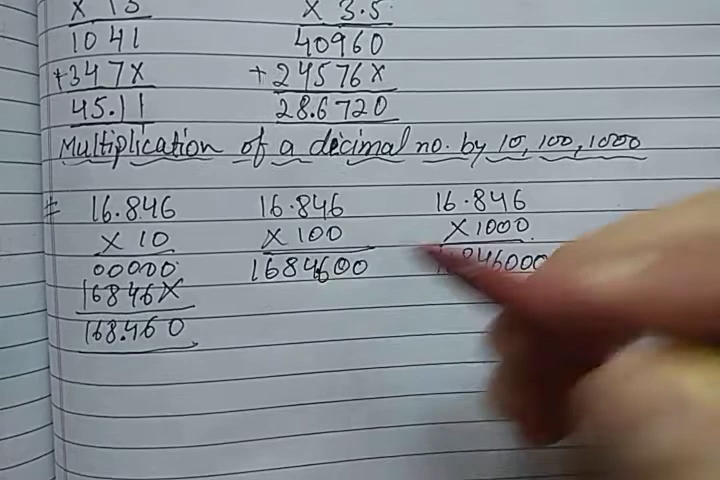 x 13 x 3.5
1041 40960
+347x +24576x
45.11 28.6720
Multiplication of a decimal no. by 10, 100, 1000
= 16.846 16.846 16.846
x 10 x 100 x 1000
00000 1684600 16846000
16846x
168.460